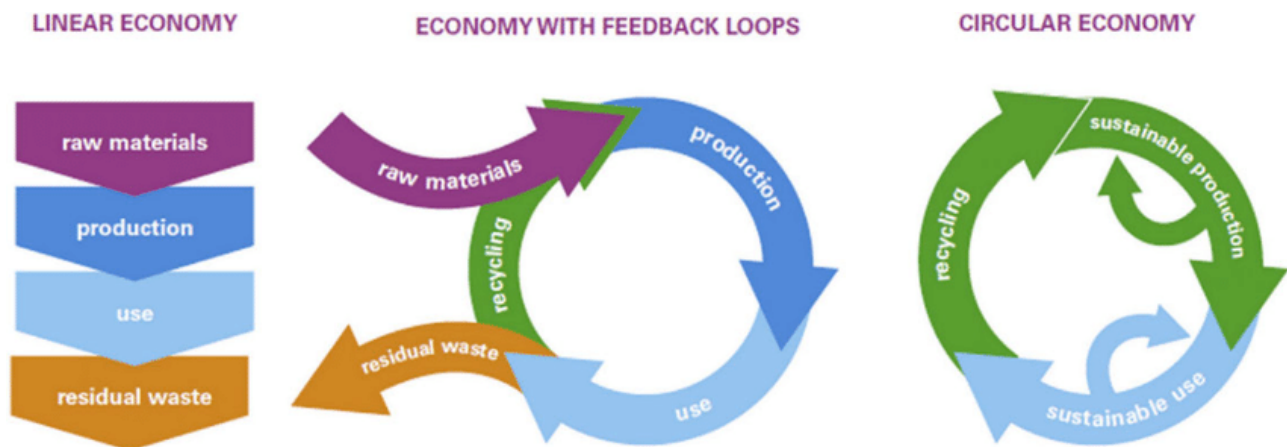 LINEAR ECONOMY
raw materials
production
use
residual waste
ECONOMY WITH FEEDBACK LOOPS
raw materials
production
recycling
residual waste
use
CIRCULAR ECONOMY
recycling
sustainable production
sustainable use